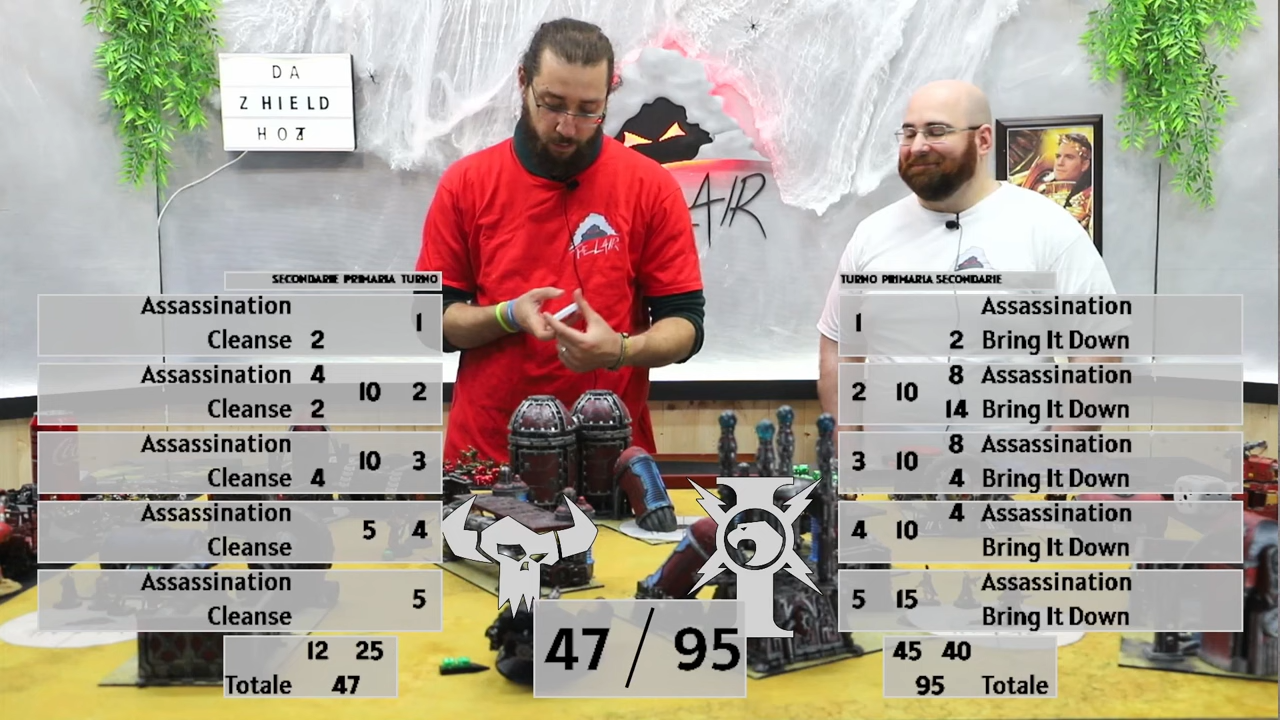 DA
Z HIELD
HOZ
LAIR
THE LAIR
SECONDARIE PRIMARIA TURNO
Assassination 1
Cleanse 2
Assassination 4 10 2
Cleanse 2
Assassination 10 3
Cleanse 4
Assassination 5 4
Cleanse
Assassination 5
Cleanse
12 25
Totale 47
TURNO PRIMARIA SECONDARIE
1 Assassination
2 Bring It Down
2 10 8 Assassination
14 Bring It Down
3 10 8 Assassination
4 Bring It Down
4 10 4 Assassination
Bring It Down
5 15 Assassination
Bring It Down
45 40
95 Totale
47 / 95